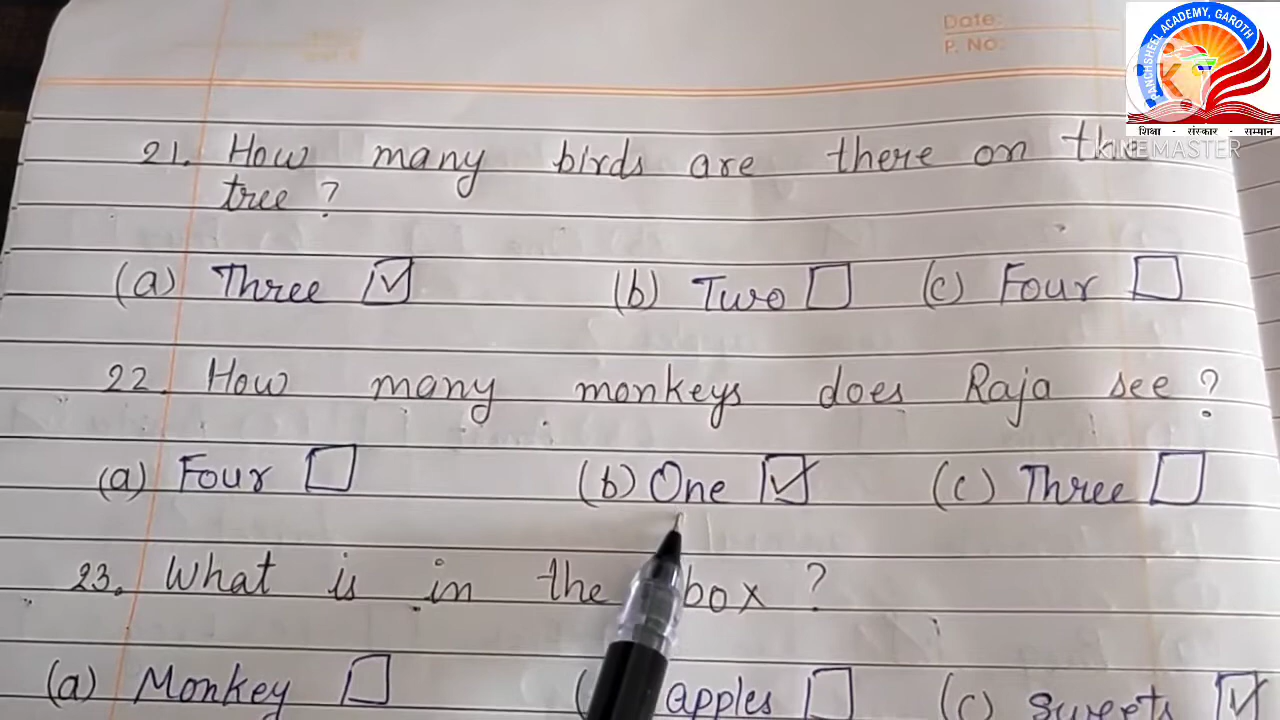 Date:
P. No:
PANCHSHEEL ACADEMY, GAROTH
शिक्षा - संस्कार - सम्मान
KINEMASTER
21. How many birds are there on the
tree ?
(a) Three (b) Two (c) Four
22. How many monkeys does Raja see ?
(a) Four (b) One (c) Three
23. What is in the box ?
(a) Monkey ( apples (c) sweets